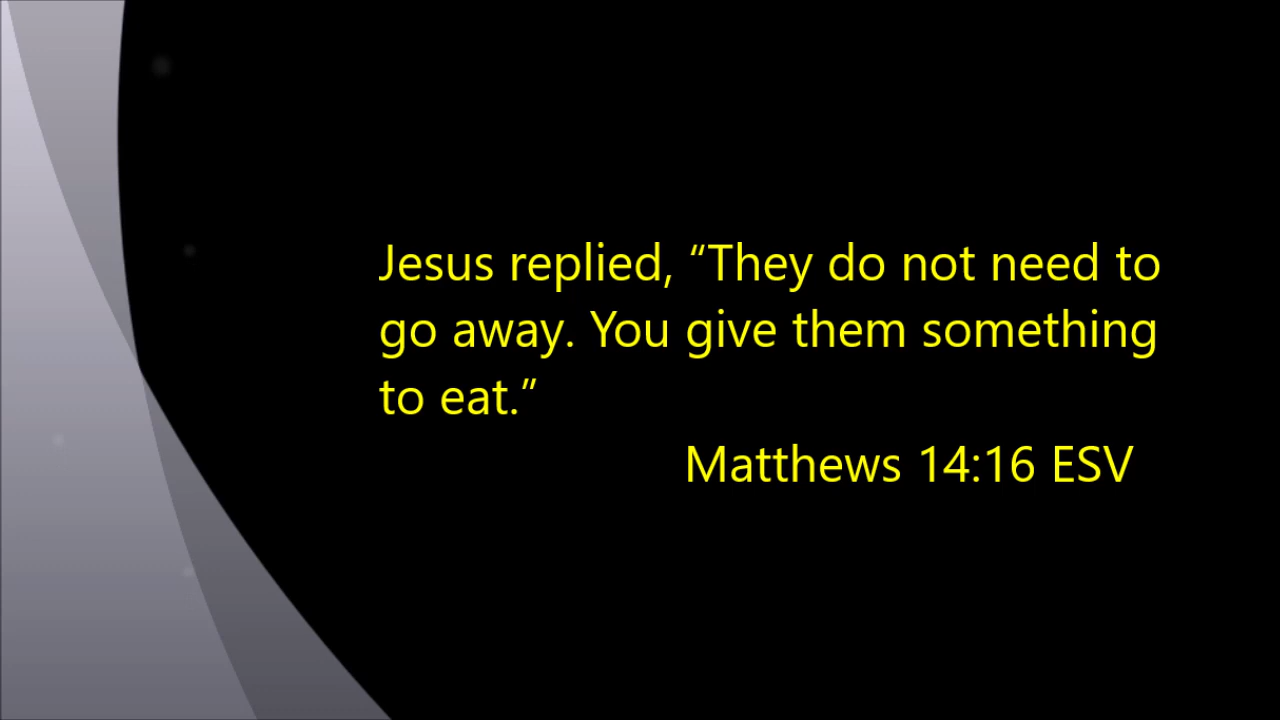 Jesus replied, “They do not need to
go away. You give them something
to eat.”
Matthews 14:16 ESV